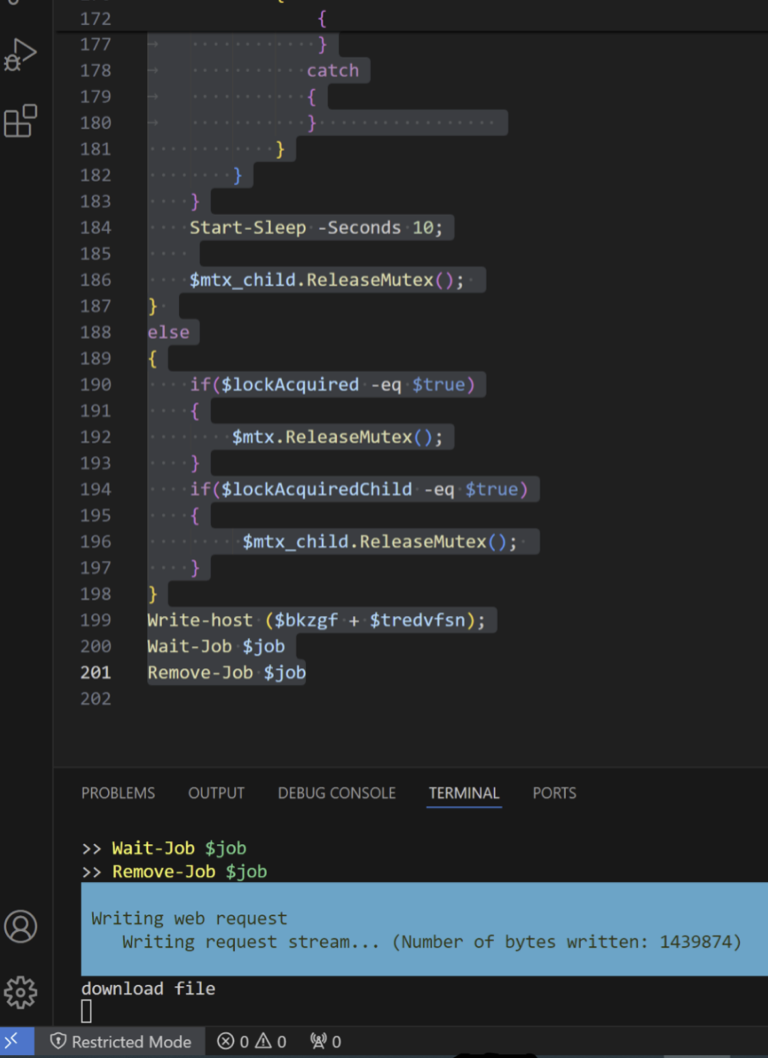 172 {
177 }
178 catch
179 {
180 }
181 }
182 }
183 }
184 Start-Sleep -Seconds 10;
185
186 $mtx_child.ReleaseMutex();
187 }
188 else
189 {
190 if($lockAcquired -eq $true)
191 {
192 $mtx.ReleaseMutex();
193 }
194 if($lockAcquiredChild -eq $true)
195 {
196 $mtx_child.ReleaseMutex();
197 }
198 }
199 Write-host ($bkzgf + $tredvfsn);
200 Wait-Job $job
201 Remove-Job $job
202
PROBLEMS OUTPUT DEBUG CONSOLE TERMINAL PORTS
>> Wait-Job $job
>> Remove-Job $job
Writing web request
Writing request stream... (Number of bytes written: 1439874)
download file
Restricted Mode 0 0 0